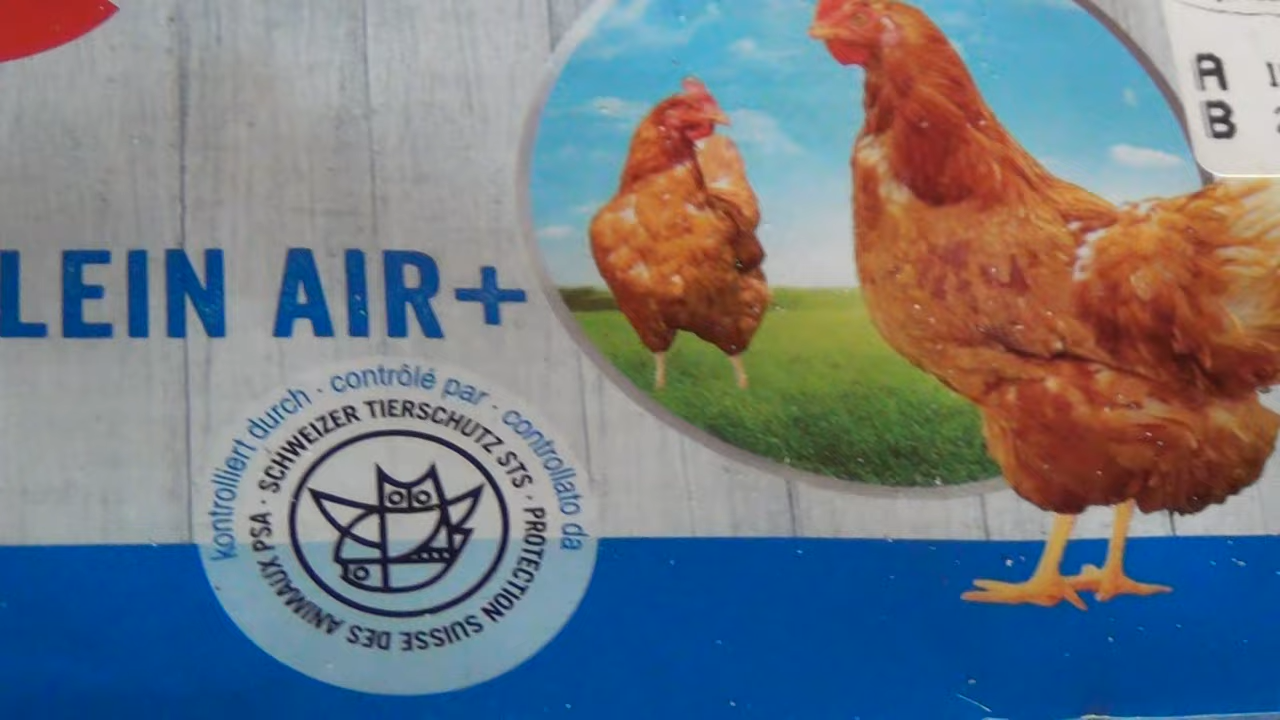 LEIN AIR+
kontrolliert durch · contrôlé par · controllato da
SCHWEIZER TIERSCHUTZ STS · PROTECTION SUISSE DES ANIMAUX PSA ·
A
B